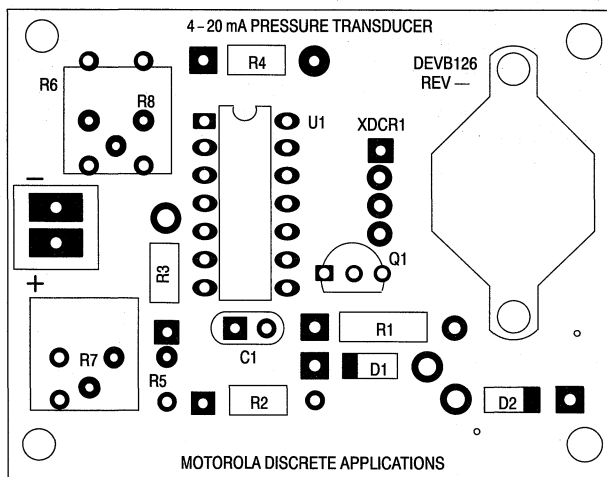 4–20 mA PRESSURE TRANSDUCER
R6
R8
R4
DEVB126
REV —
U1
XDCR1
−
+
R3
Q1
C1
R1
R7
R5
D1
R2
D2
MOTOROLA DISCRETE APPLICATIONS